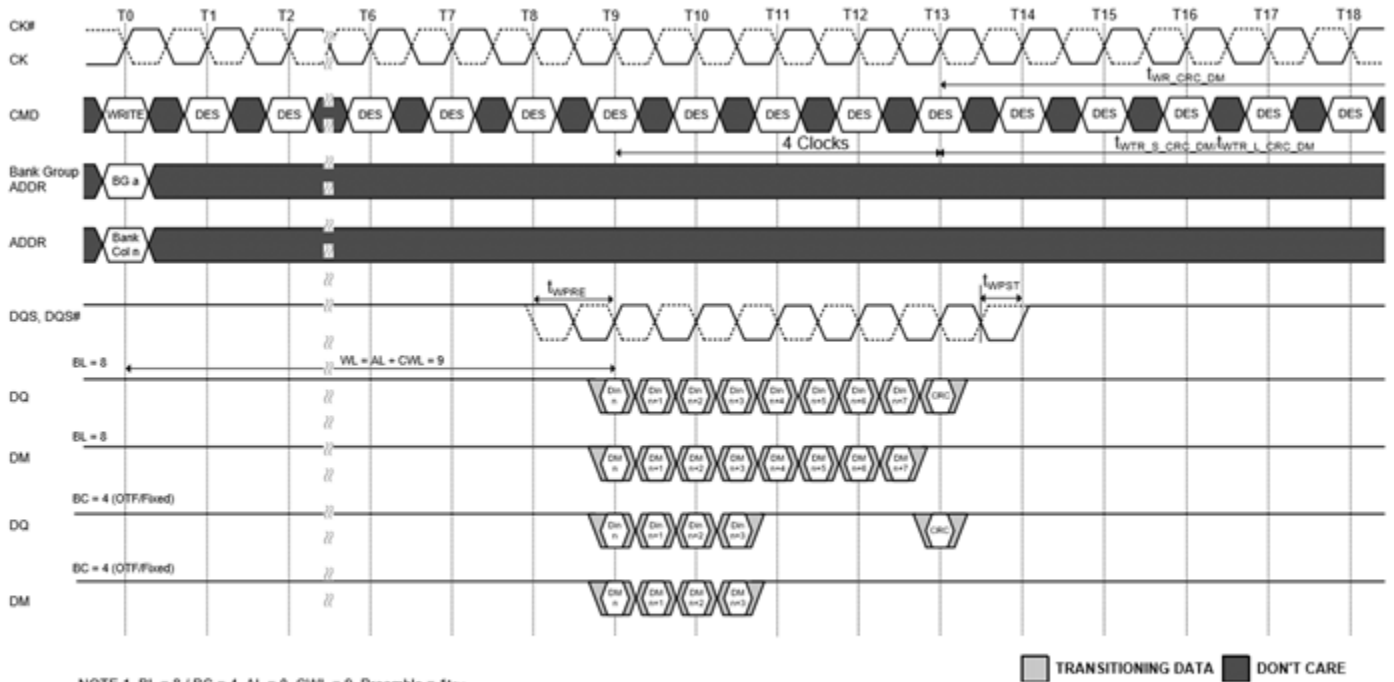 T0 T1 T2 T6 T7 T8 T9 T10 T11 T12 T13 T14 T15 T16 T17 T18
CK#
CK
tWR_CRC_DM
CMD WRITE DES DES DES DES DES DES DES DES DES DES DES DES DES DES DES
4 Clocks tWTR_S_CRC_DM/tWTR_L_CRC_DM
Bank Group
ADDR
BG a
ADDR
Bank
Col n
tWPRE tWPST
DQS, DQS#
BL = 8 WL = AL + CWL = 9
DQ
Din n Din n+1 Din n+2 Din n+3 Din n+4 Din n+5 Din n+6 Din n+7 CRC
BL = 8
DM
DM n DM n+1 DM n+2 DM n+3 DM n+4 DM n+5 DM n+6 DM n+7
BC = 4 (OTF/Fixed)
DQ
Din n Din n+1 Din n+2 Din n+3 CRC
BC = 4 (OTF/Fixed)
DM
DM n DM n+1 DM n+2 DM n+3
TRANSITIONING DATA DON'T CARE